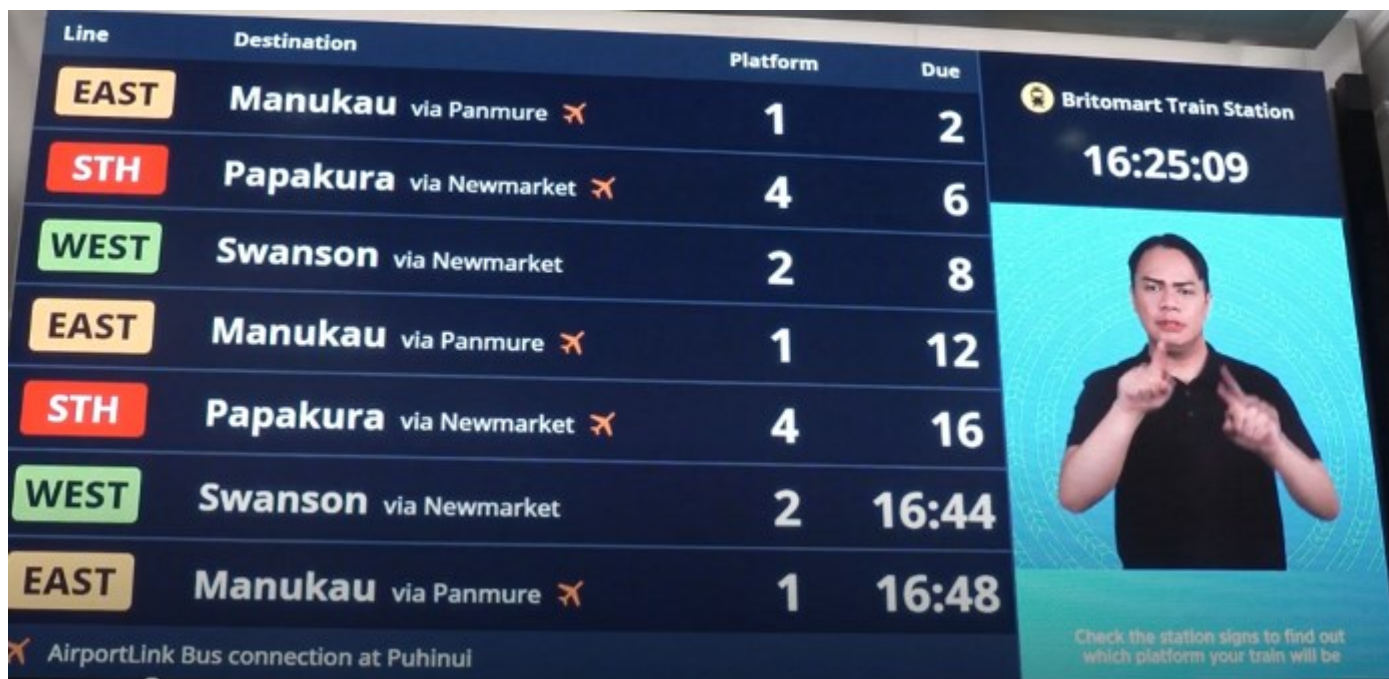 Line Destination Platform Due
EAST Manukau via Panmure 1 2
STH Papakura via Newmarket 4 6
WEST Swanson via Newmarket 2 8
EAST Manukau via Panmure 1 12
STH Papakura via Newmarket 4 16
WEST Swanson via Newmarket 2 16:44
EAST Manukau via Panmure 1 16:48
AirportLink Bus connection at Puhinui
Britomart Train Station
16:25:09
Check the station signs to find out
which platform your train will be